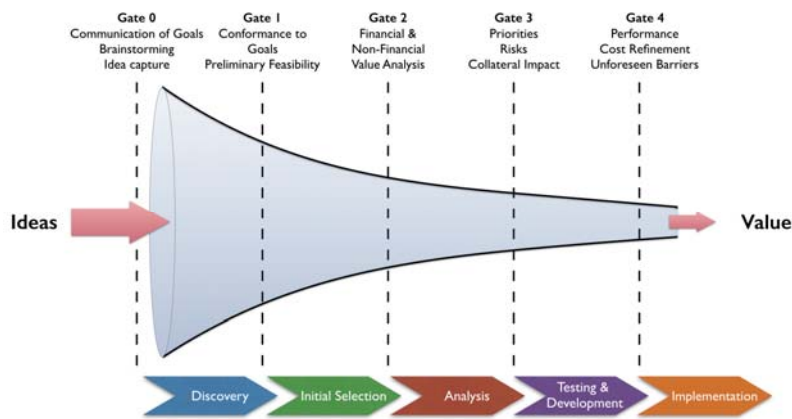 Gate 0
Communication of Goals
Brainstorming
Idea capture
Gate 1
Conformance to
Goals
Preliminary Feasibility
Gate 2
Financial &
Non-Financial
Value Analysis
Gate 3
Priorities
Risks
Collateral Impact
Gate 4
Performance
Cost Refinement
Unforeseen Barriers
Ideas
Value
Discovery
Initial Selection
Analysis
Testing &
Development
Implementation